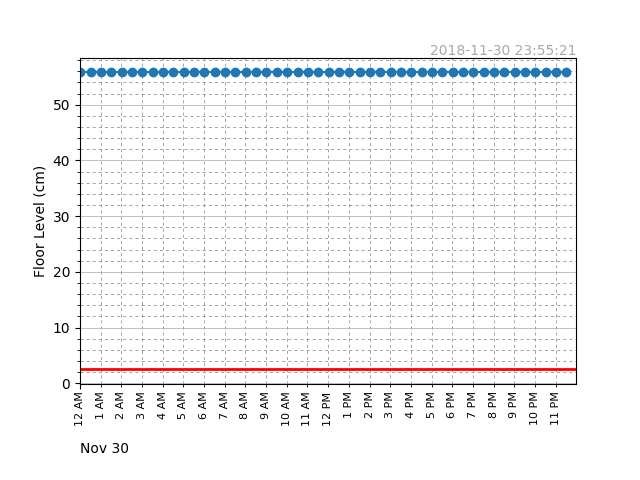 2018-11-30 23:55:21
Floor Level (cm)
50
40
30
20
10
0
12 AM
1 AM
2 AM
3 AM
4 AM
5 AM
6 AM
7 AM
8 AM
9 AM
10 AM
11 AM
12 PM
1 PM
2 PM
3 PM
4 PM
5 PM
6 PM
7 PM
8 PM
9 PM
10 PM
11 PM
Nov 30